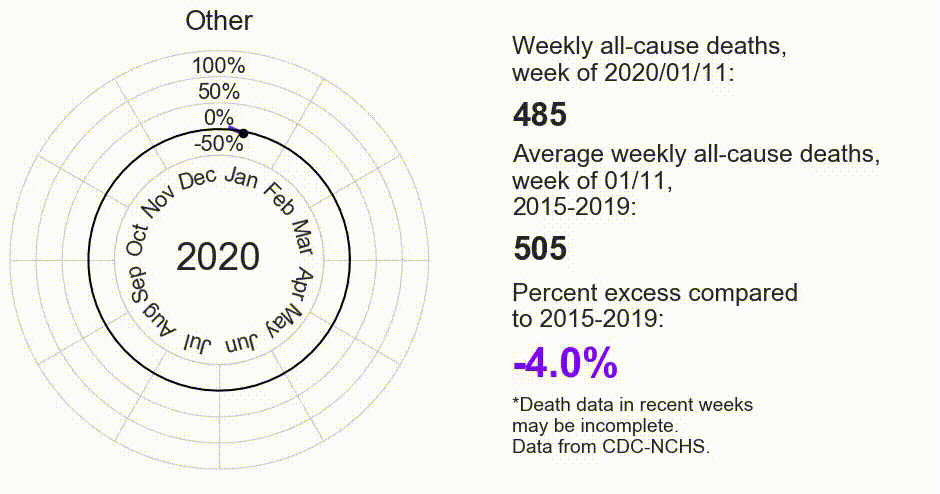 Other
100%
50%
0%
-50%
Jan
Feb
Mar
Apr
May
Jun
Jul
Aug
Sep
Oct
Nov
Dec
2020
Weekly all-cause deaths,
week of 2020/01/11:
485
Average weekly all-cause deaths,
week of 01/11,
2015-2019:
505
Percent excess compared
to 2015-2019:
-4.0%
*Death data in recent weeks
may be incomplete.
Data from CDC-NCHS.